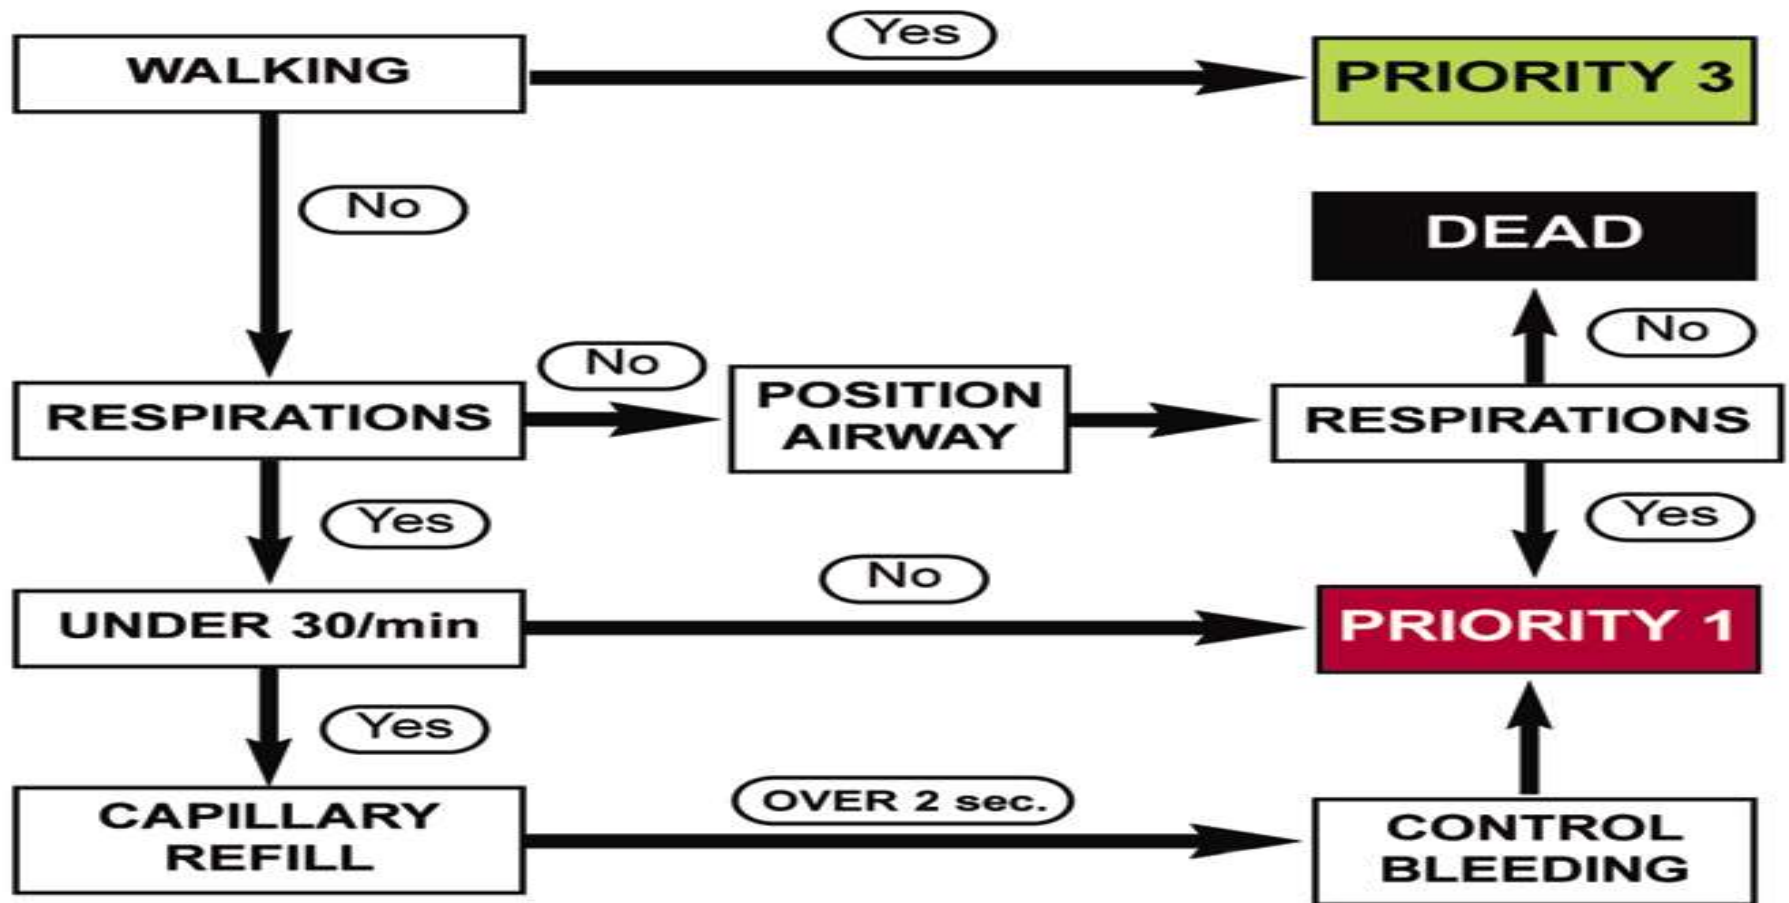 Yes
WALKING
PRIORITY 3
No
DEAD
No
No
POSITION
AIRWAY
RESPIRATIONS
RESPIRATIONS
Yes
Yes
No
UNDER 30/min
PRIORITY 1
Yes
OVER 2 sec.
CAPILLARY
REFILL
CONTROL
BLEEDING